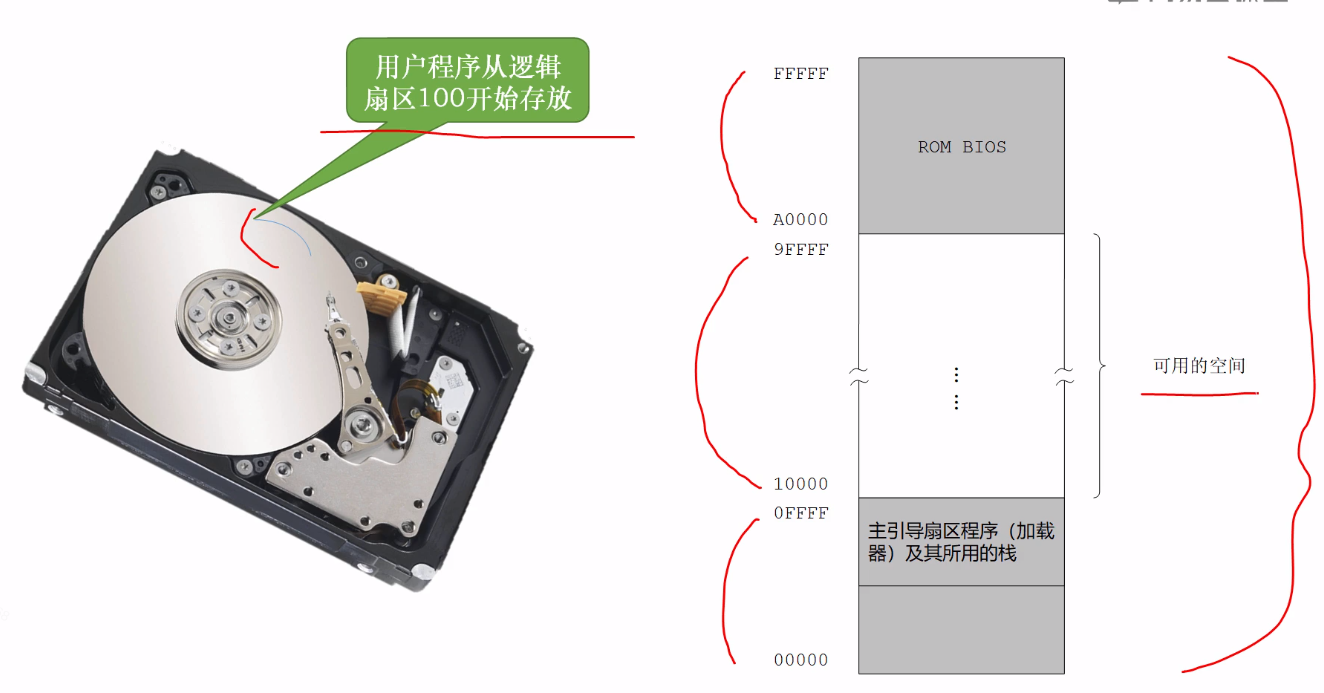 用户程序从逻辑
扇区100开始存放
FFFFF
ROM BIOS
A0000
9FFFF
可用的空间
10000
0FFFF
主引导扇区程序（加载
器）及其所用的栈
00000